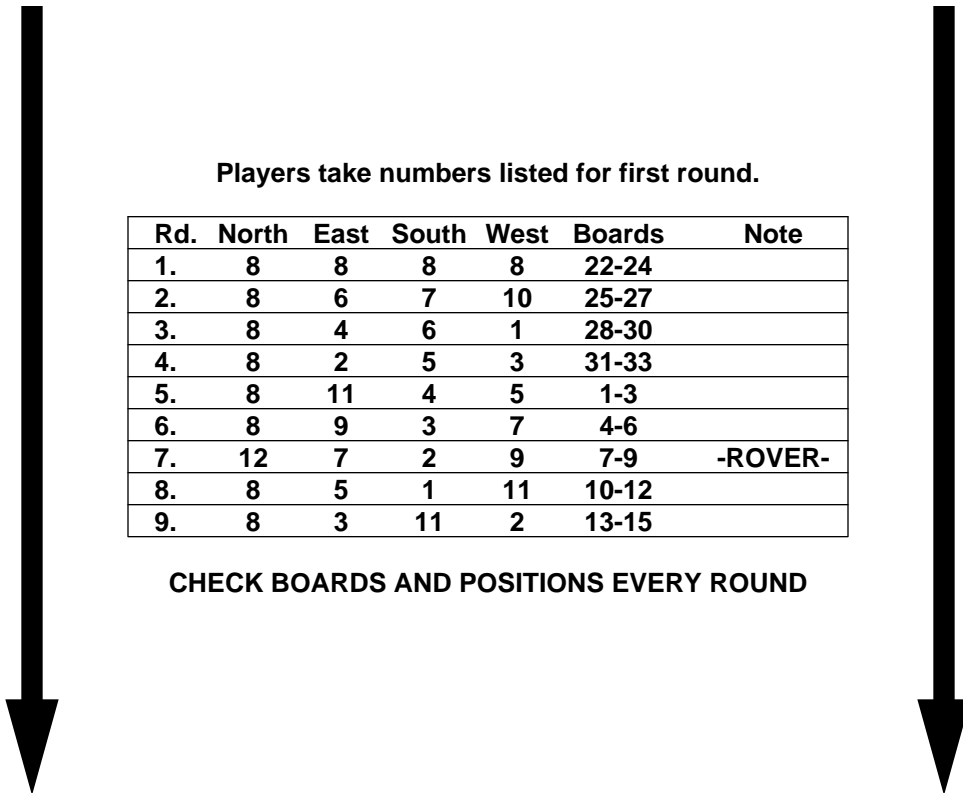 Players take numbers listed for first round.
Rd. North East South West Boards Note
1. 8 8 8 8 22-24
2. 8 6 7 10 25-27
3. 8 4 6 1 28-30
4. 8 2 5 3 31-33
5. 8 11 4 5 1-3
6. 8 9 3 7 4-6
7. 12 7 2 9 7-9 -ROVER-
8. 8 5 1 11 10-12
9. 8 3 11 2 13-15
CHECK BOARDS AND POSITIONS EVERY ROUND